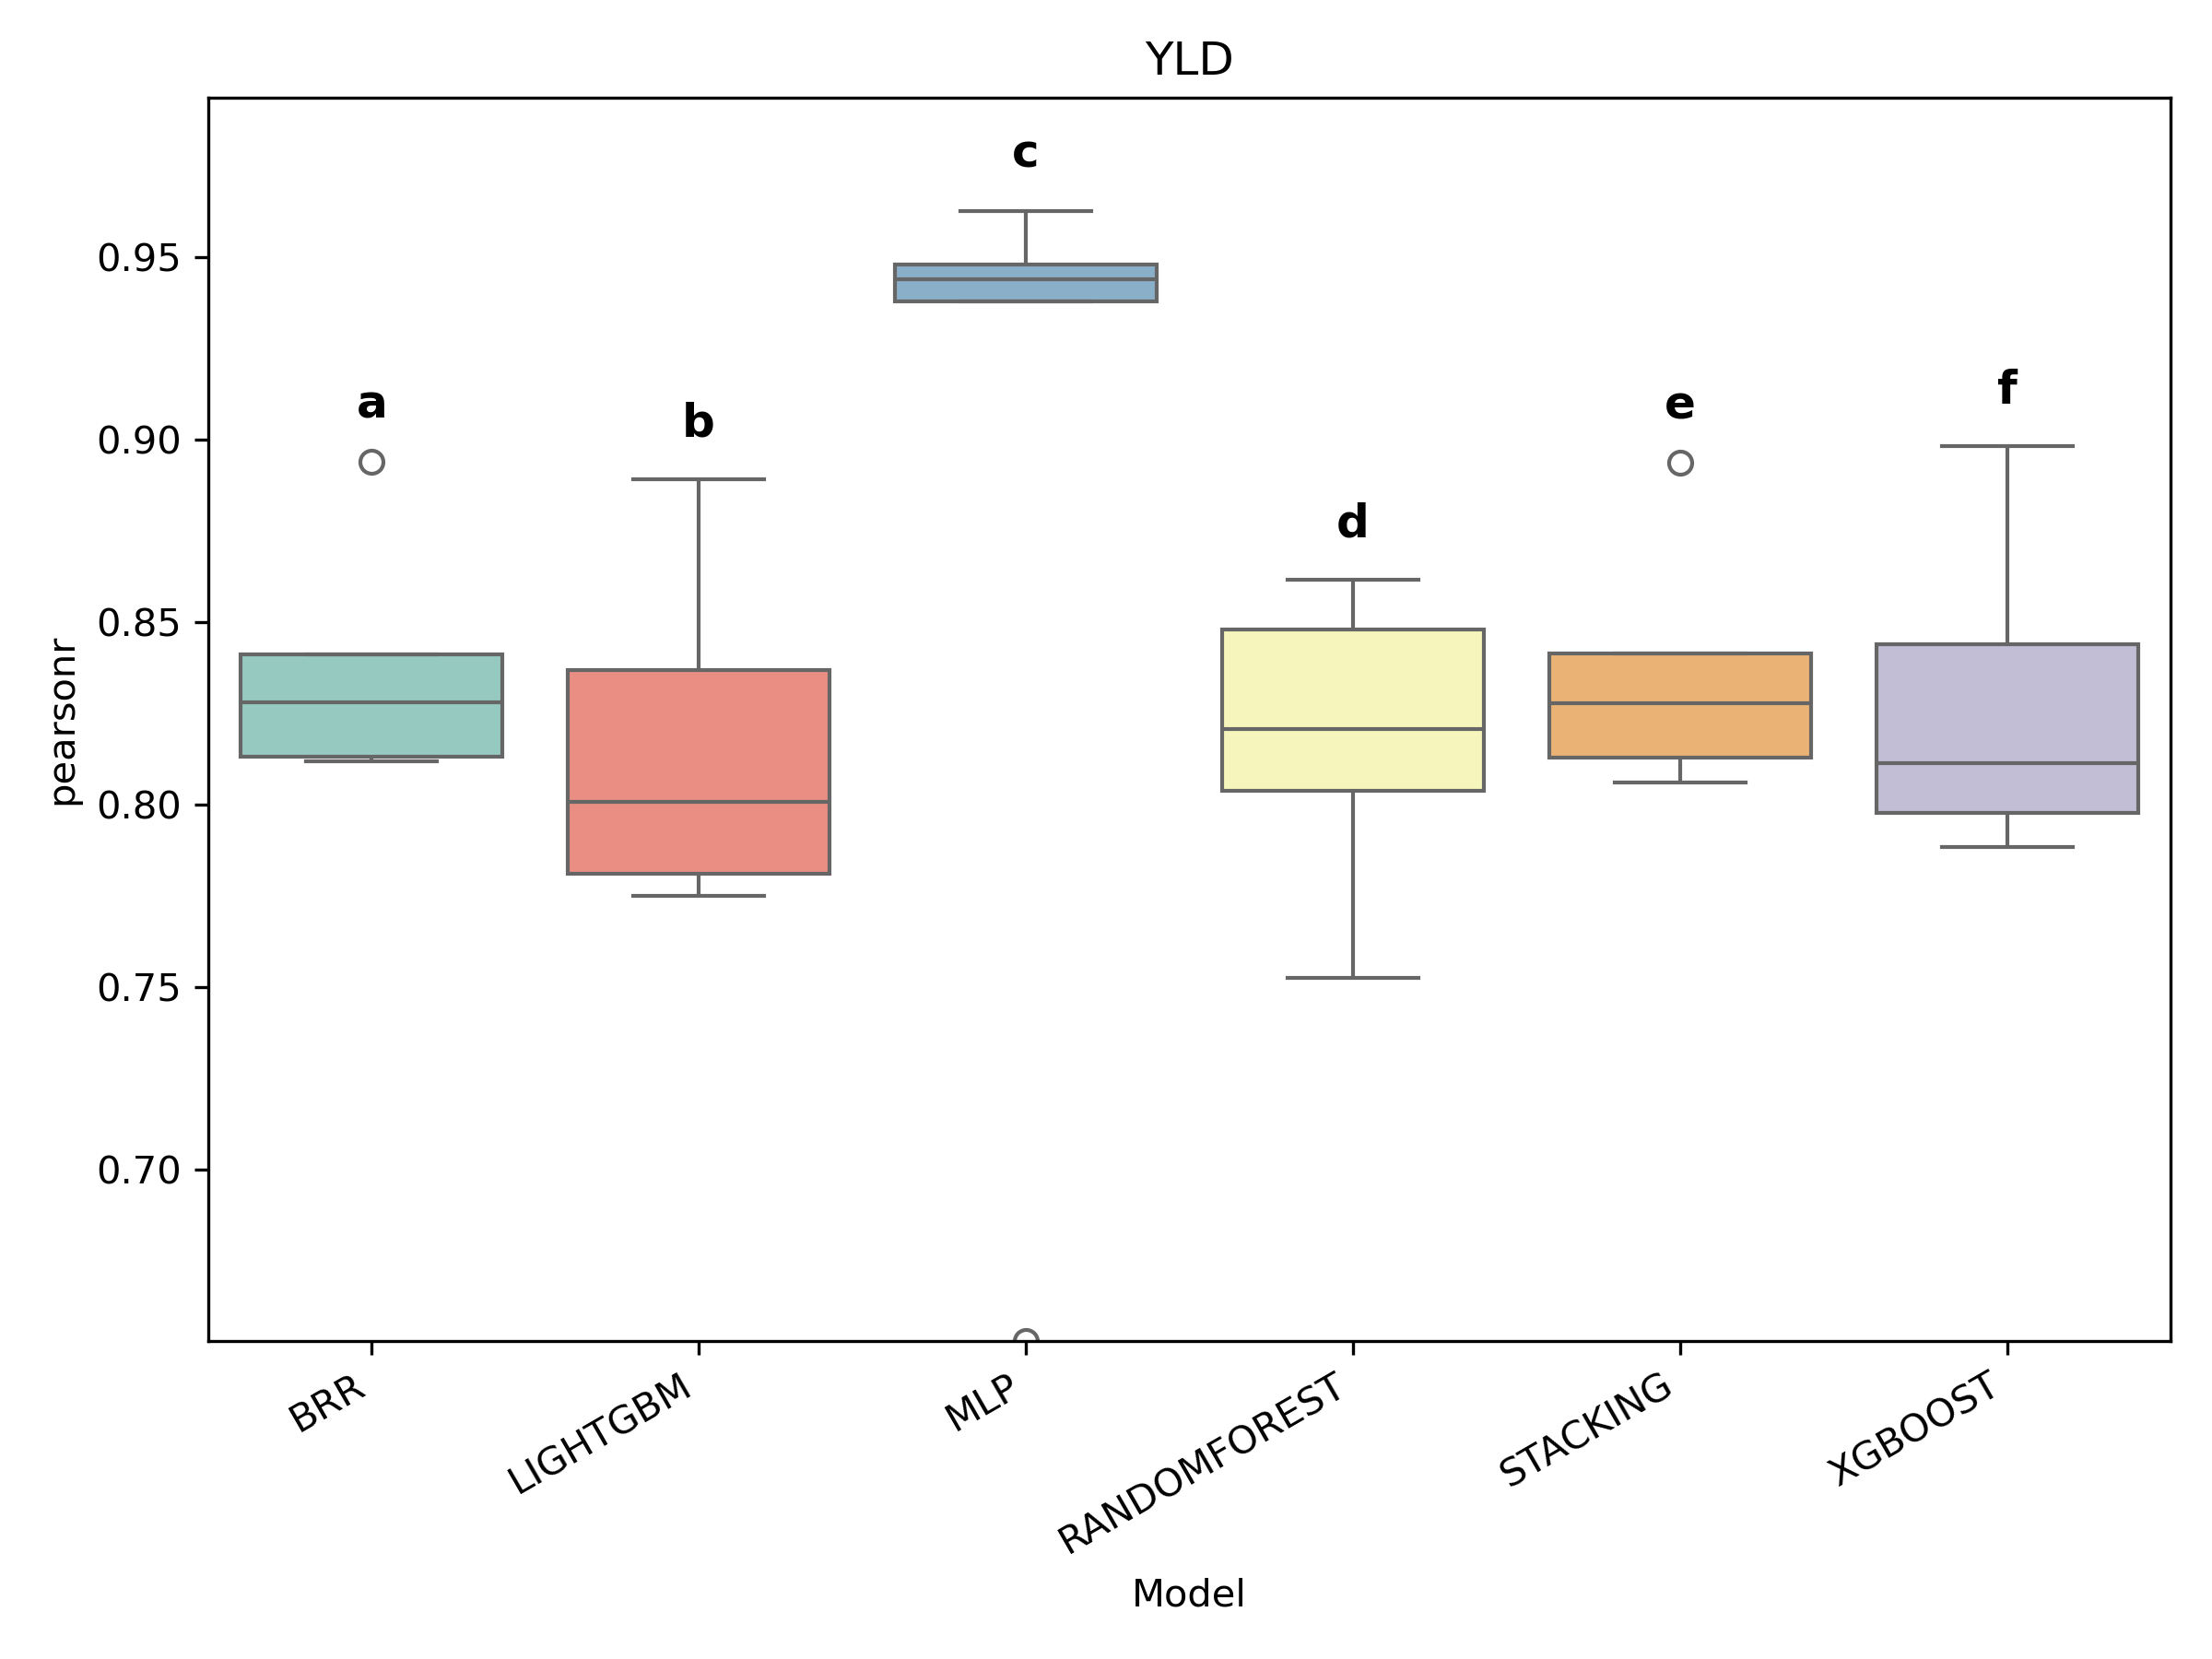 YLD
c
0.95
a
b
e
f
0.90
d
0.85
pearsonr
0.80
0.75
0.70
BRR
LIGHTGBM
MLP
RANDOMFOREST
STACKING
XGBOOST
Model